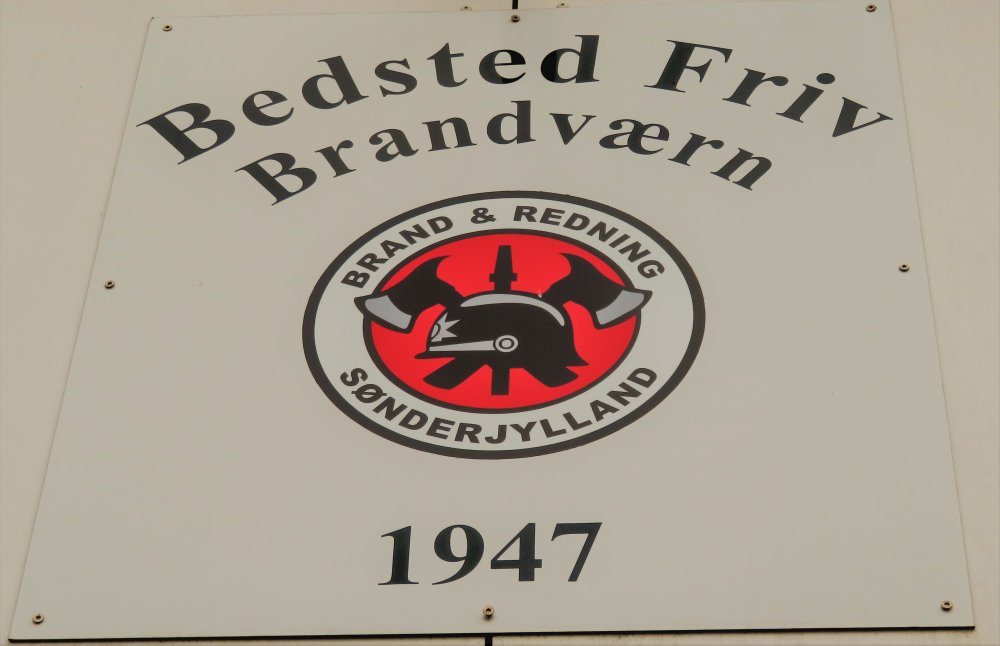 Bedsted Friv
Brandværn
BRAND & REDNING
SØNDERJYLLAND
1947